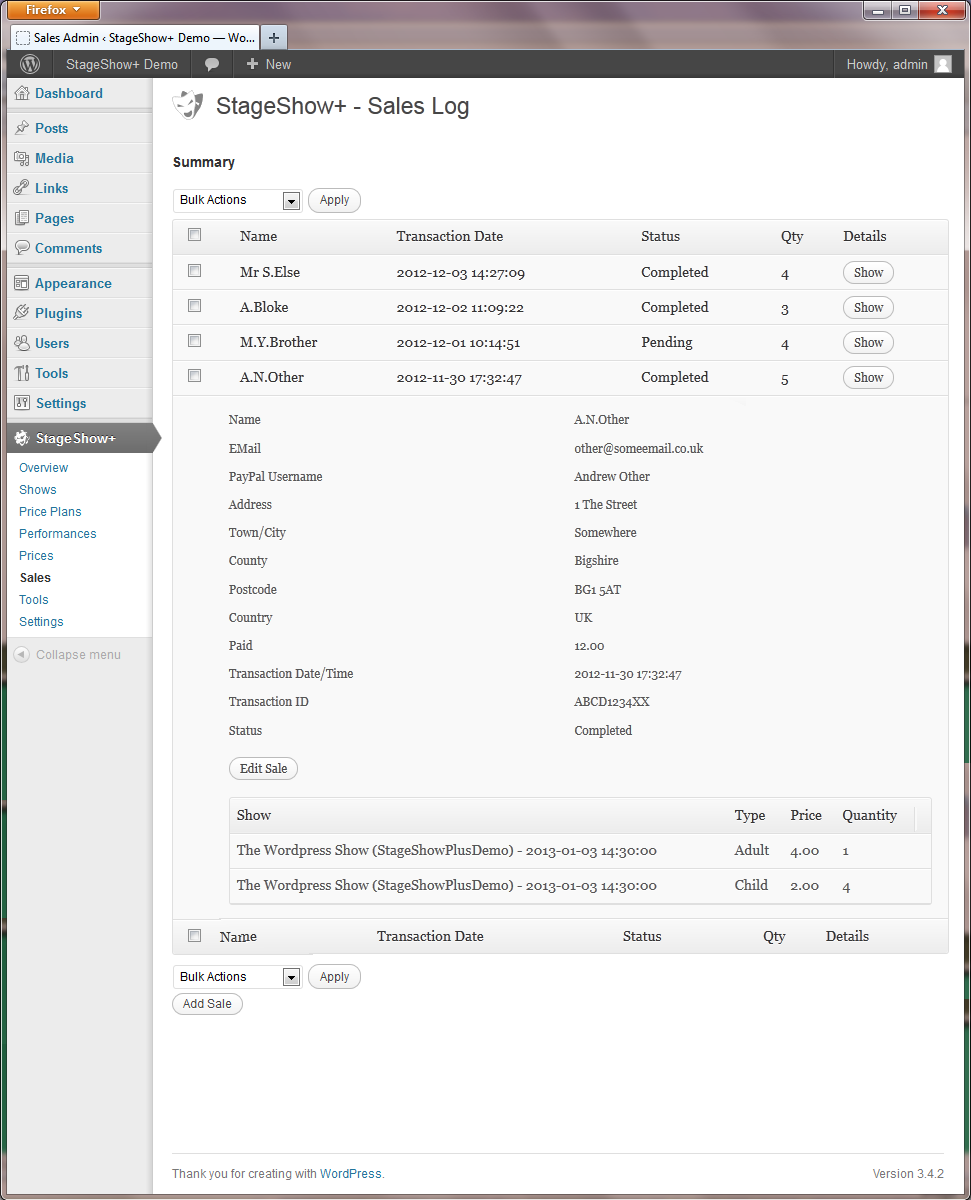 Firefox
Sales Admin ‹ StageShow+ Demo — Wo...
StageShow+ Demo New Howdy, admin
StageShow+ - Sales Log
Dashboard
Posts
Media
Links
Pages
Comments
Appearance
Plugins
Users
Tools
Settings
StageShow+
Overview
Shows
Price Plans
Performances
Prices
Sales
Tools
Settings
Collapse menu
Summary
Bulk Actions Apply
Name Transaction Date Status Qty Details
Mr S.Else 2012-12-03 14:27:09 Completed 4 Show
A.Bloke 2012-12-02 11:09:22 Completed 3 Show
M.Y.Brother 2012-12-01 10:14:51 Pending 4 Show
A.N.Other 2012-11-30 17:32:47 Completed 5 Show
Name A.N.Other
EMail other@someemail.co.uk
PayPal Username Andrew Other
Address 1 The Street
Town/City Somewhere
County Bigshire
Postcode BG1 5AT
Country UK
Paid 12.00
Transaction Date/Time 2012-11-30 17:32:47
Transaction ID ABCD1234XX
Status Completed
Edit Sale
Show Type Price Quantity
The Wordpress Show (StageShowPlusDemo) - 2013-01-03 14:30:00 Adult 4.00 1
The Wordpress Show (StageShowPlusDemo) - 2013-01-03 14:30:00 Child 2.00 4
Name Transaction Date Status Qty Details
Bulk Actions Apply
Add Sale
Thank you for creating with WordPress. Version 3.4.2